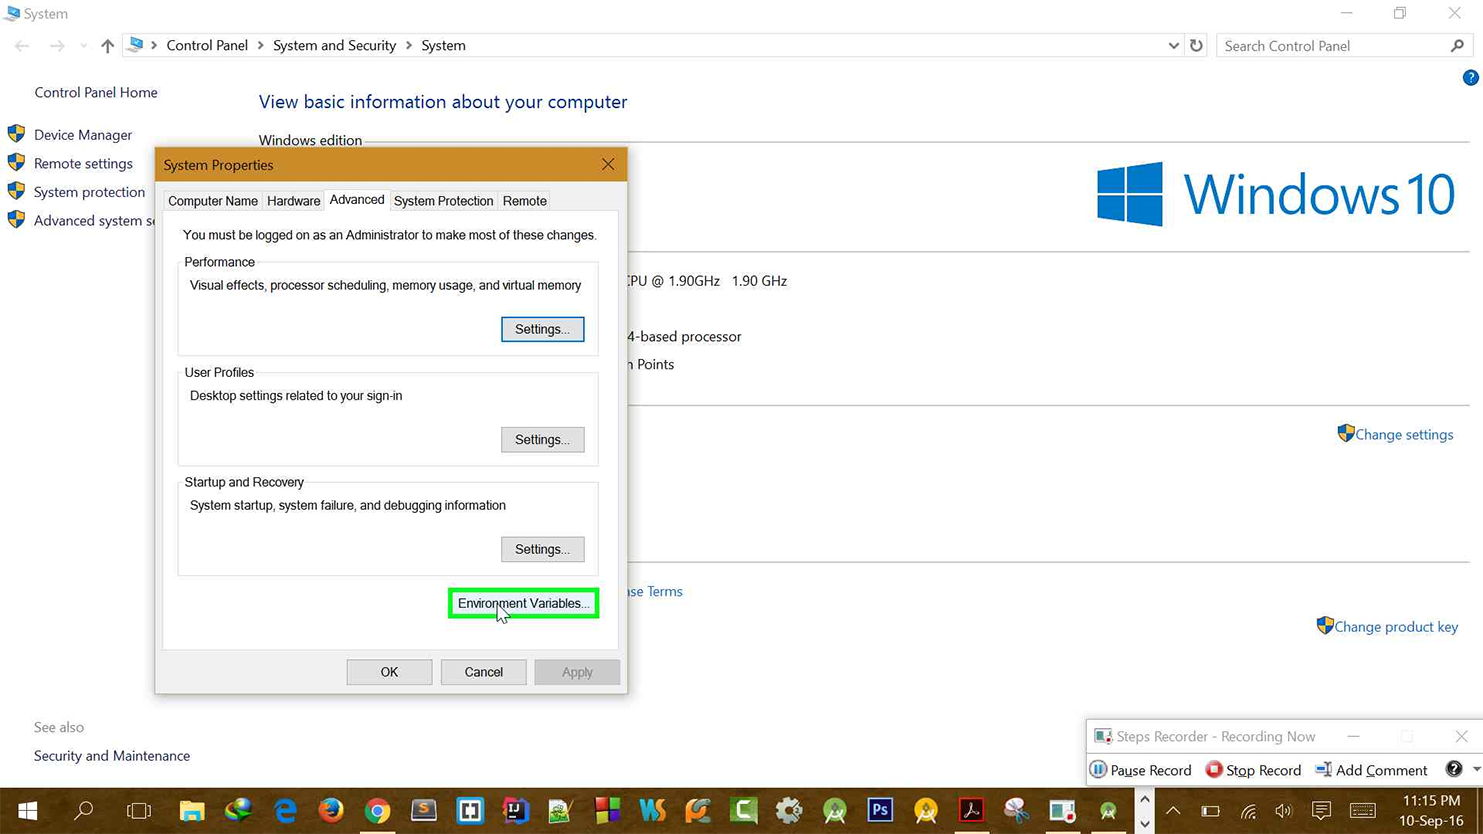 System
Control Panel > System and Security > System
Search Control Panel
Control Panel Home
View basic information about your computer
Device Manager
Windows edition
Remote settings
System Properties
System protection
Computer Name Hardware Advanced System Protection Remote
Windows 10
Advanced system s
You must be logged on as an Administrator to make most of these changes.
Performance
Visual effects, processor scheduling, memory usage, and virtual memory
CPU @ 1.90GHz 1.90 GHz
Settings...
4-based processor
n Points
User Profiles
Desktop settings related to your sign-in
Settings...
Change settings
Startup and Recovery
System startup, system failure, and debugging information
Settings...
Environment Variables...
se Terms
Change product key
OK Cancel Apply
See also
Security and Maintenance
Steps Recorder - Recording Now
Pause Record Stop Record Add Comment
S WS C Ps
11:15 PM
10-Sep-16